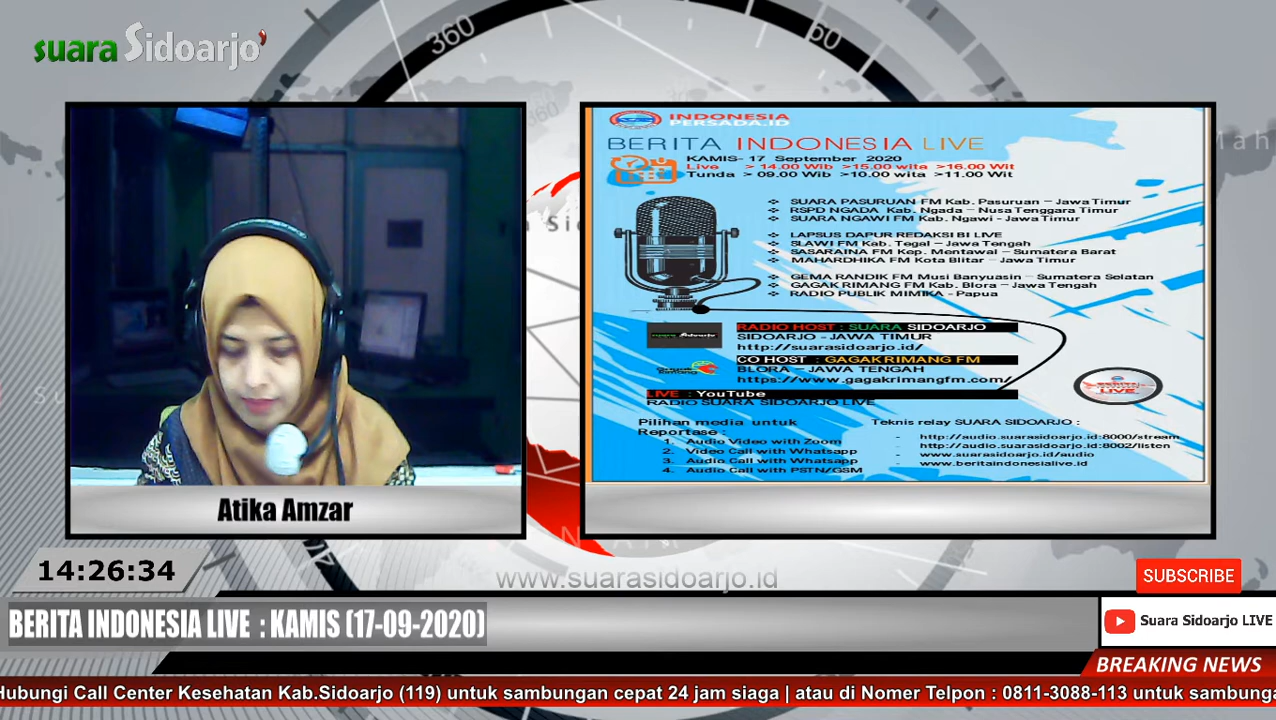 suara Sidoarjo
360
60
INDONESIA
PERSADA.ID
BERITA INDONESIA LIVE
KAMIS- 17 September 2020
Live > 14.00 Wib >15.00 wita >16.00 Wit
Tunda > 09.00 Wib >10.00 wita >11.00 Wit
❖ SUARA PASURUAN FM Kab. Pasuruan – Jawa Timur
❖ RSPD NGADA Kab. Ngada – Nusa Tenggara Timur
❖ SUARA NGAWI FM Kab. Ngawi - Jawa Timur
❖ LAPSUS DAPUR REDAKSI BI LIVE
❖ SLAWI FM Kab. Tegal – Jawa Tengah
❖ SASARAINA FM Kep. Mentawai – Sumatera Barat
❖ MAHARDHIKA FM Kota Blitar – Jawa Timur
❖ GEMA RANDIK FM Musi Banyuasin – Sumatera Selatan
❖ GAGAK RIMANG FM Kab. Blora – Jawa Tengah
❖ RADIO PUBLIK MIMIKA - Papua
RADIO HOST : SUARA SIDOARJO
SIDOARJO - JAWA TIMUR
http://suarasidoarjo.id/
CO HOST : GAGAK RIMANG FM
BLORA – JAWA TENGAH
https://www.gagakrimangfm.com/
LIVE : YouTube
RADIO SUARA SIDOARJO LIVE
BERITA
LIVE
Pilihan media untuk
Reportase :
1. Audio Video with Zoom
2. Video Call with Whatsapp
3. Audio Call with Whatsapp
4. Audio Call with PSTN/GSM
Teknis relay SUARA SIDOARJO :
- http://audio.suarasidoarjo.id:8000/stream
- http://audio.suarasidoarjo.id:8002/listen
- www.suarasidoarjo.id/audio
- www.beritaindonesialive.id
Atika Amzar
14:26:34
www.suarasidoarjo.id
SUBSCRIBE
BERITA INDONESIA LIVE : KAMIS (17-09-2020)
Suara Sidoarjo LIVE
BREAKING NEWS
Hubungi Call Center Kesehatan Kab.Sidoarjo (119) untuk sambungan cepat 24 jam siaga | atau di Nomer Telpon : 0811-3088-113 untuk sambunga